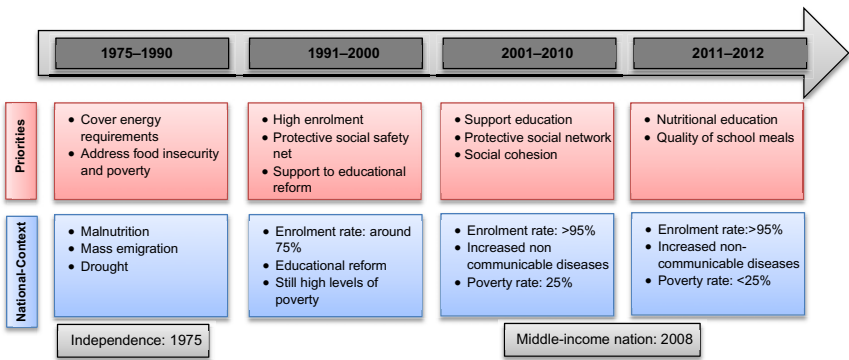 1975–1990
1991–2000
2001–2010
2011–2012
Priorities
• Cover energy
requirements
• Address food insecurity
and poverty
• High enrolment
• Protective social safety
net
• Support to educational
reform
• Support education
• Protective social network
• Social cohesion
• Nutritional education
• Quality of school meals
National-Context
• Malnutrition
• Mass emigration
• Drought
• Enrolment rate: around
75%
• Educational reform
• Still high levels of
poverty
• Enrolment rate: >95%
• Increased non
communicable diseases
• Poverty rate: 25%
• Enrolment rate:>95%
• Increased non-
communicable diseases
• Poverty rate: <25%
Independence: 1975
Middle-income nation: 2008